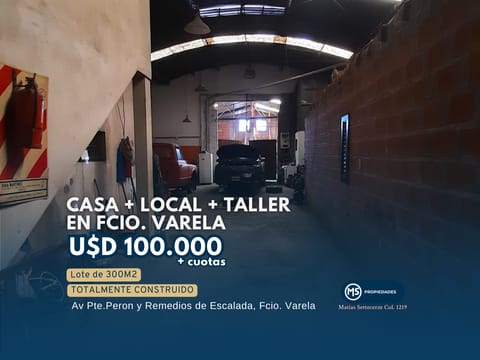 CASA + LOCAL + TALLER
EN FCIO. VARELA
U$D 100.000
+ cuotas
Lote de 300M2
TOTALMENTE CONSTRUIDO
Av Pte.Peron y Remedios de Escalada, Fcio. Varela
MS PROPIEDADES
Matias Settecerze Col. 1219